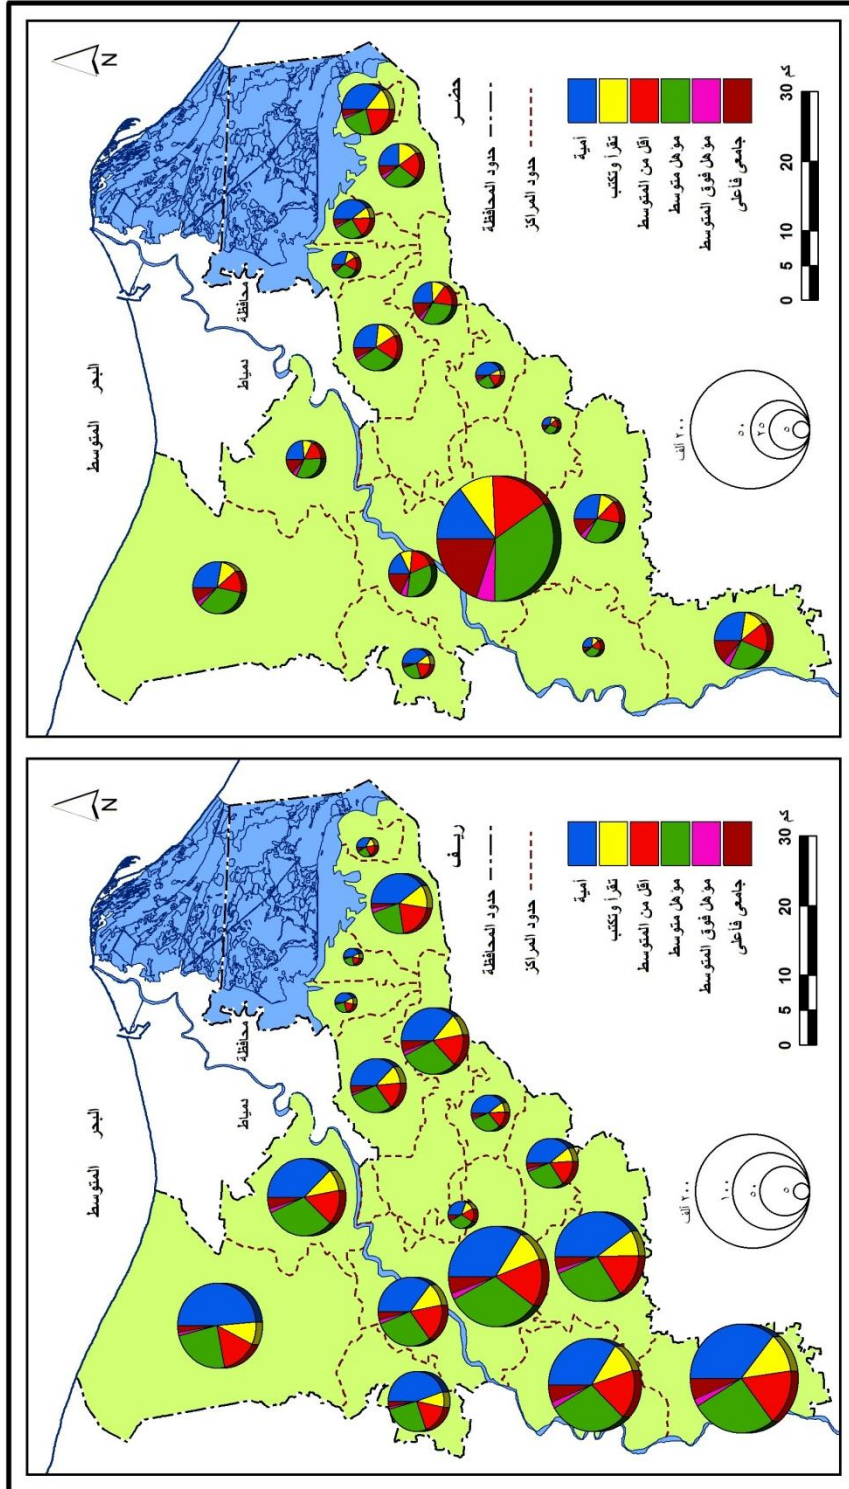 حضر
حدود المحافظة
حدود المراكز
أمية
تقرأ وتكتب
اقل من المتوسط
مؤهل متوسط
مؤهل فوق المتوسط
جامعى فاعلى
كم
30
20
10
5
0
٢٠٠ ألف
٥٠
٢٥
٥
N
البحر المتوسط
محافظة
دمياط
ريف
حدود المحافظة
حدود المراكز
أمية
تقرأ وتكتب
اقل من المتوسط
مؤهل متوسط
مؤهل فوق المتوسط
جامعى فاعلى
كم
30
20
10
5
0
٢٠٠ ألف
١٠٠
٥٠
٥
N
البحر المتوسط
محافظة
دمياط